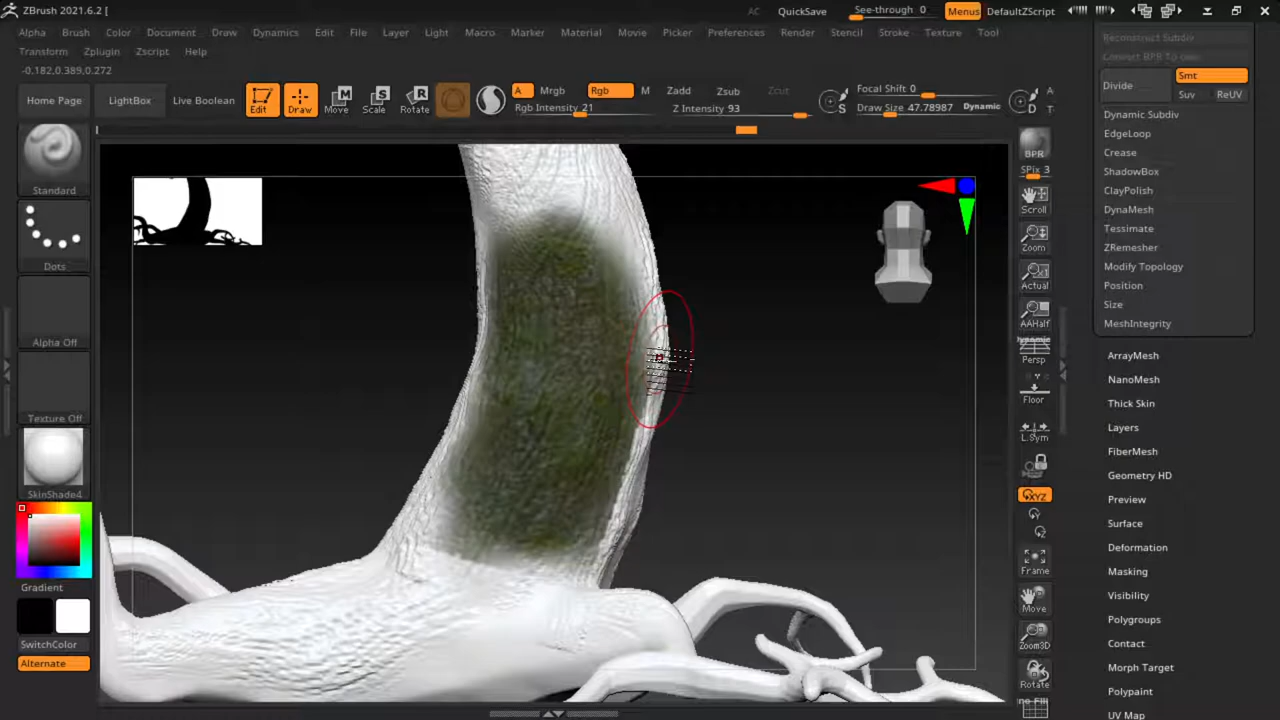 ZBrush 2021.6.2 [
AC QuickSave See-through 0 Menus DefaultZScript
Alpha Brush Color Document Draw Dynamics Edit File Layer Light Macro Marker Material Movie Picker Preferences Render Stencil Stroke Texture Tool
Transform Zplugin Zscript Help
-0.182,0.389,0.272
Home Page LightBox Live Boolean Edit Draw Move Scale Rotate
A Mrgb Rgb M Zadd Zsub Zcut
Rgb Intensity 21 Z Intensity 93
Focal Shift 0
Draw Size 47.78987 Dynamic
S
D
A
Standard
Dots
Alpha Off
Texture Off
SkinShade4
Gradient
SwitchColor
Alternate
BPR
SPix 3
Scroll
Zoom
Actual
AAHalf
Dynamic
Persp
Floor
L.Sym
XYZ
Y
Z
Frame
Move
Zoom3D
Rotate
Reconstruct Subdiv
Convert BPR To Geo
Divide
Smt
Suv ReUV
Dynamic Subdiv
EdgeLoop
Crease
ShadowBox
ClayPolish
DynaMesh
Tessimate
ZRemesher
Modify Topology
Position
Size
MeshIntegrity
ArrayMesh
NanoMesh
Thick Skin
Layers
FiberMesh
Geometry HD
Preview
Surface
Deformation
Masking
Visibility
Polygroups
Contact
Morph Target
Polypaint
UV Map